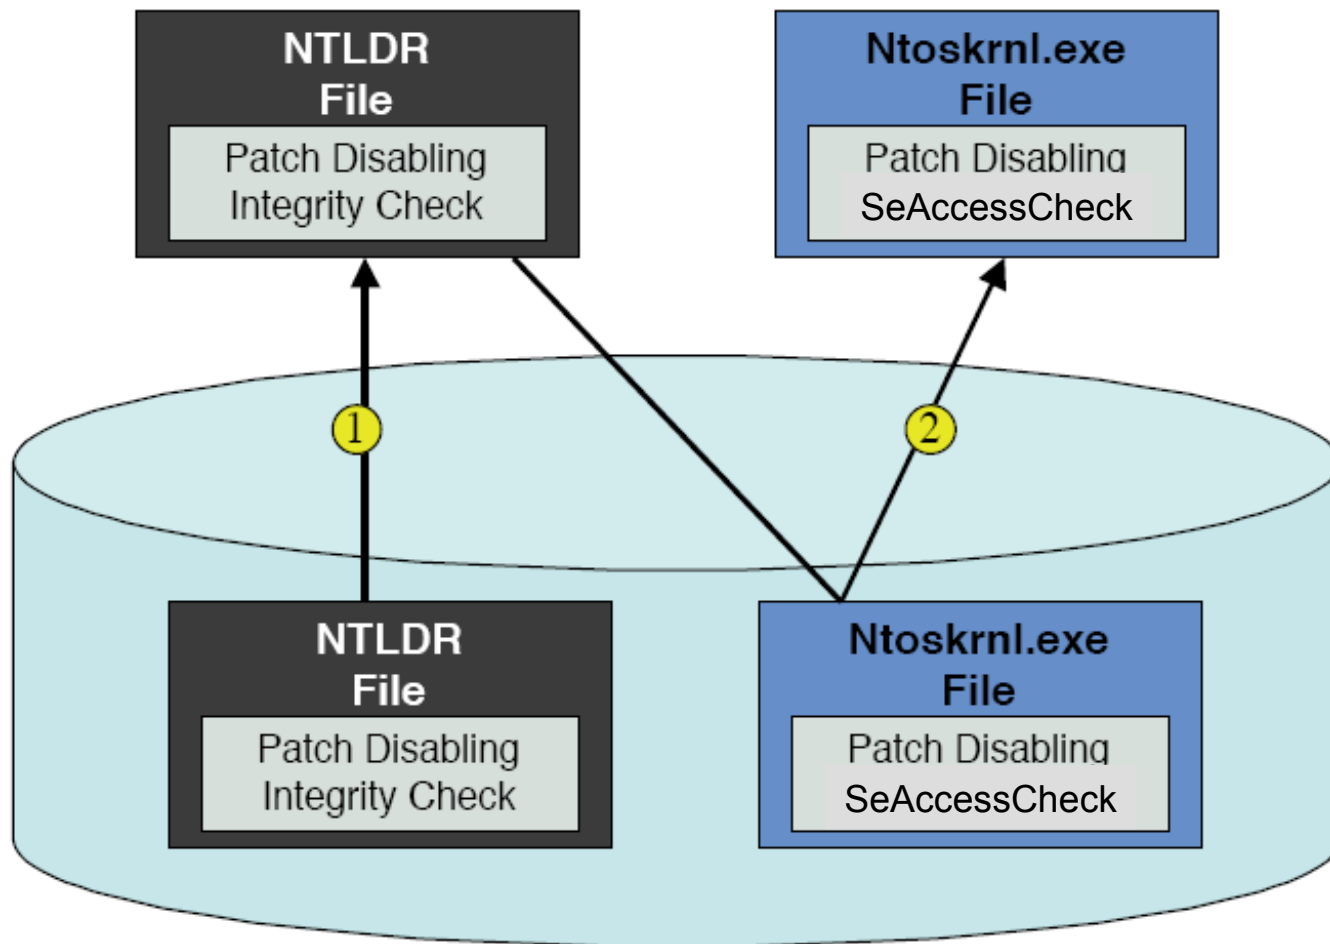 NTLDR
File
Patch Disabling
Integrity Check
Ntoskrnl.exe
File
Patch Disabling
SeAccessCheck
1
2
NTLDR
File
Patch Disabling
Integrity Check
Ntoskrnl.exe
File
Patch Disabling
SeAccessCheck